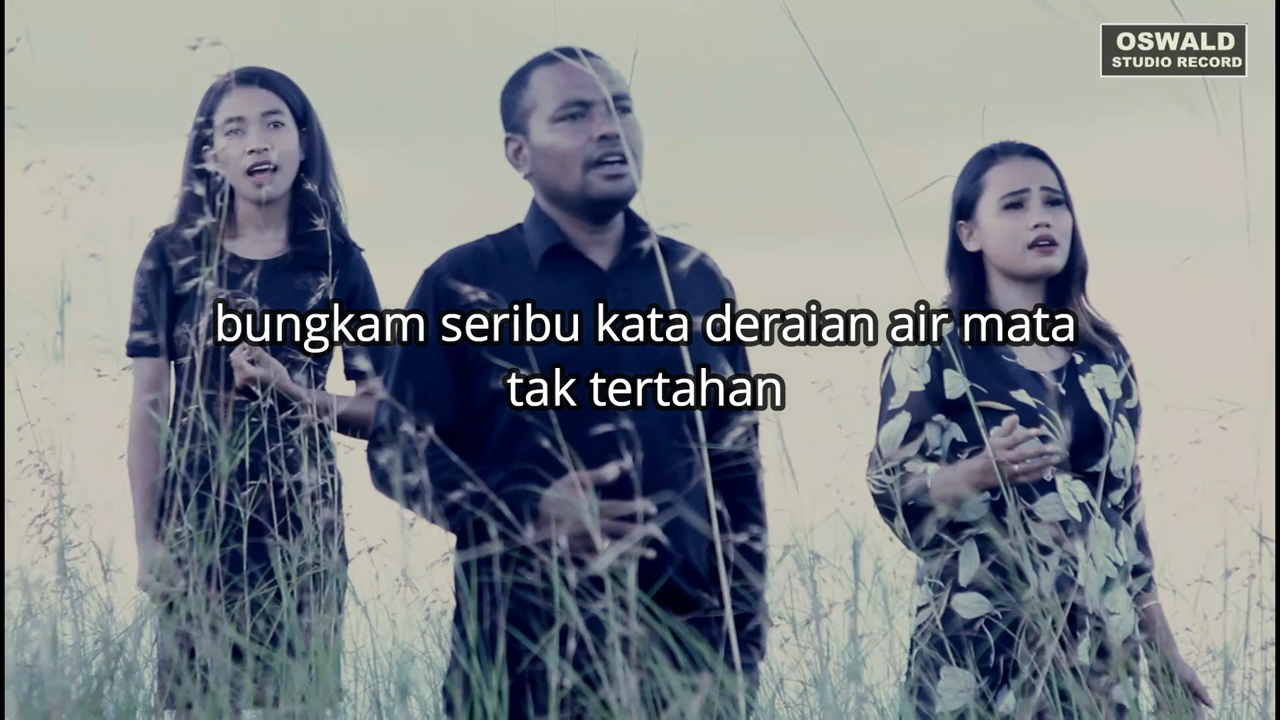 OSWALD
STUDIO RECORD
bungkam seribu kata deraian air mata
tak tertahan